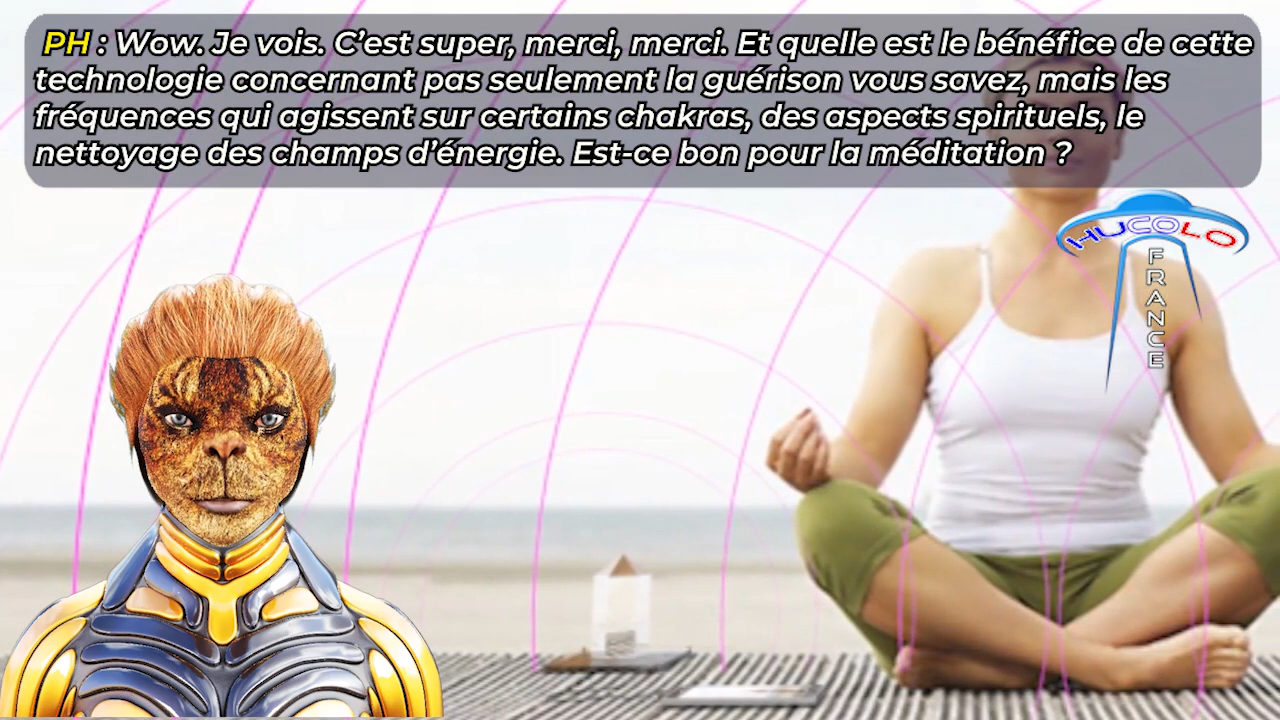 PH : Wow. Je vois. C'est super, merci, merci. Et quelle est le bénéfice de cette
technologie concernant pas seulement la guérison vous savez, mais les
fréquences qui agissent sur certains chakras, des aspects spirituels, le
nettoyage des champs d'énergie. Est-ce bon pour la méditation ?
HUCOLO
FRANCE